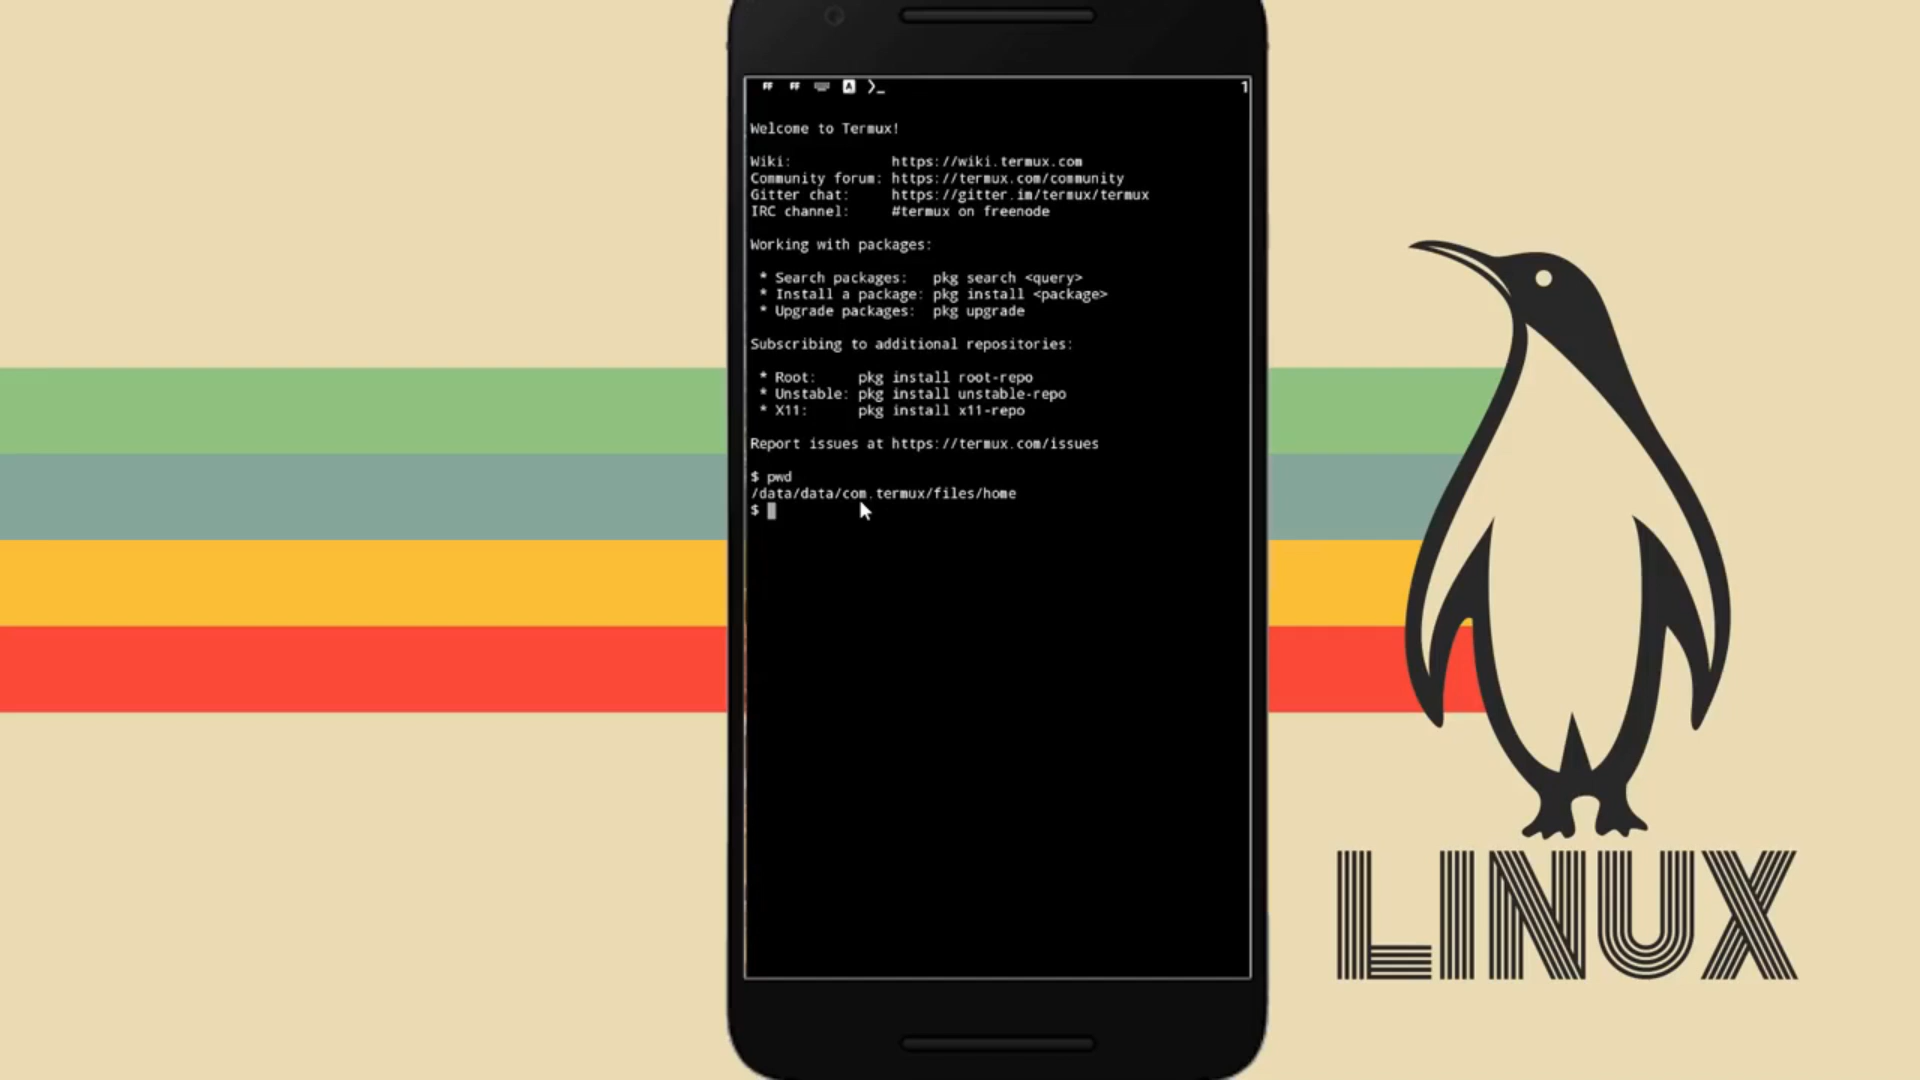 FF FF A >_ 1
Welcome to Termux!
Wiki: https://wiki.termux.com
Community forum: https://termux.com/community
Gitter chat: https://gitter.im/termux/termux
IRC channel: #termux on freenode
Working with packages:
* Search packages: pkg search <query>
* Install a package: pkg install <package>
* Upgrade packages: pkg upgrade
Subscribing to additional repositories:
* Root: pkg install root-repo
* Unstable: pkg install unstable-repo
* X11: pkg install x11-repo
Report issues at https://termux.com/issues
$ pwd
/data/data/com.termux/files/home
$
LINUX